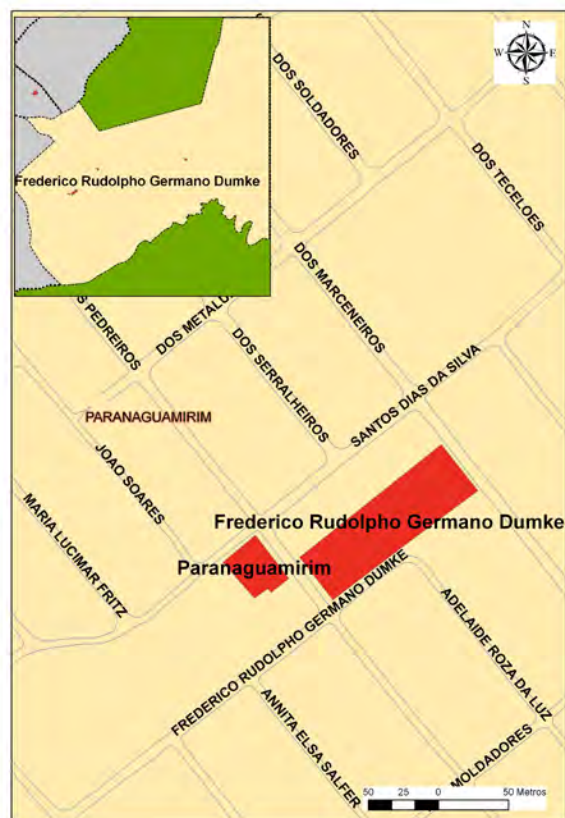 N
W E
S
Frederico Rudolpho Germano Dumke
DOS SOLDADORES
DOS TECELOES
DOS MARCENEIROS
PEDREIROS
DOS
DOS SERRALHEIROS
SANTOS DIAS DA SILVA
PARANAGUAMIRIM
JOAO SOARES
MARIA LUCIMAR FRITZ
Frederico Rudolpho Germano Dumke
Paranaguamirim
FREDERICO RUDOLPHO GERMANO DUMKE
ADELAIDE ROZA DA LUZ
ANNITA ELSA SALFER
MOLDADORES
50 25 0 50 Metros